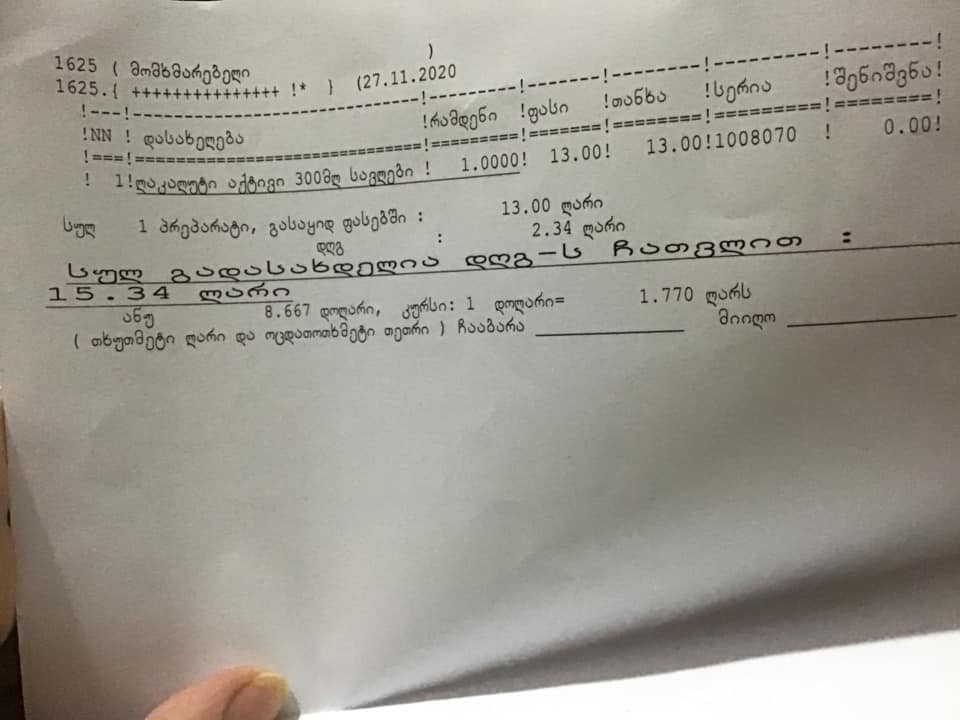 1625 ( მომხმარებელი )
1625.{ +++++++++++++++ !* } (27.11.2020
!---!----------------------------!---------!-------!--------!---------!--------!
!NN ! დასახელება !რამდენი !ფასი !თანხა !სერია !შენიშვნა!
!===!============================!=========!=======!========!=========!========!
! 1!ლაკალუტი აქტივი 300მლ სავლები ! 1.0000! 13.00! 13.00!1008070 ! 0.00!
სულ 1 პრეპარატი, გასაყიდ ფასებში : 13.00 ლარი
დღგ : 2.34 ლარი
სულ გადასახდელია დღგ-ს ჩათვლით :
15.34 ლარი
ანუ 8.667 დოლარი, კურსი: 1 დოლარი= 1.770 ლარს
( თხუთმეტი ლარი და ოცდათოთხმეტი თეთრი ) ჩააბარა ____________ მიიღო ____________